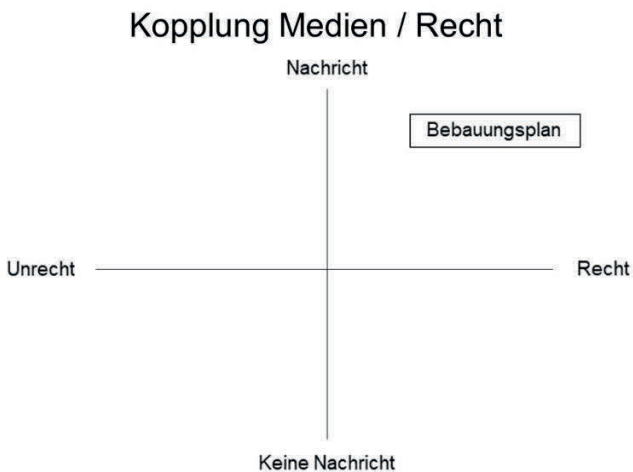 Kopplung Medien / Recht
Nachricht
Bebauungsplan
Unrecht
Recht
Keine Nachricht